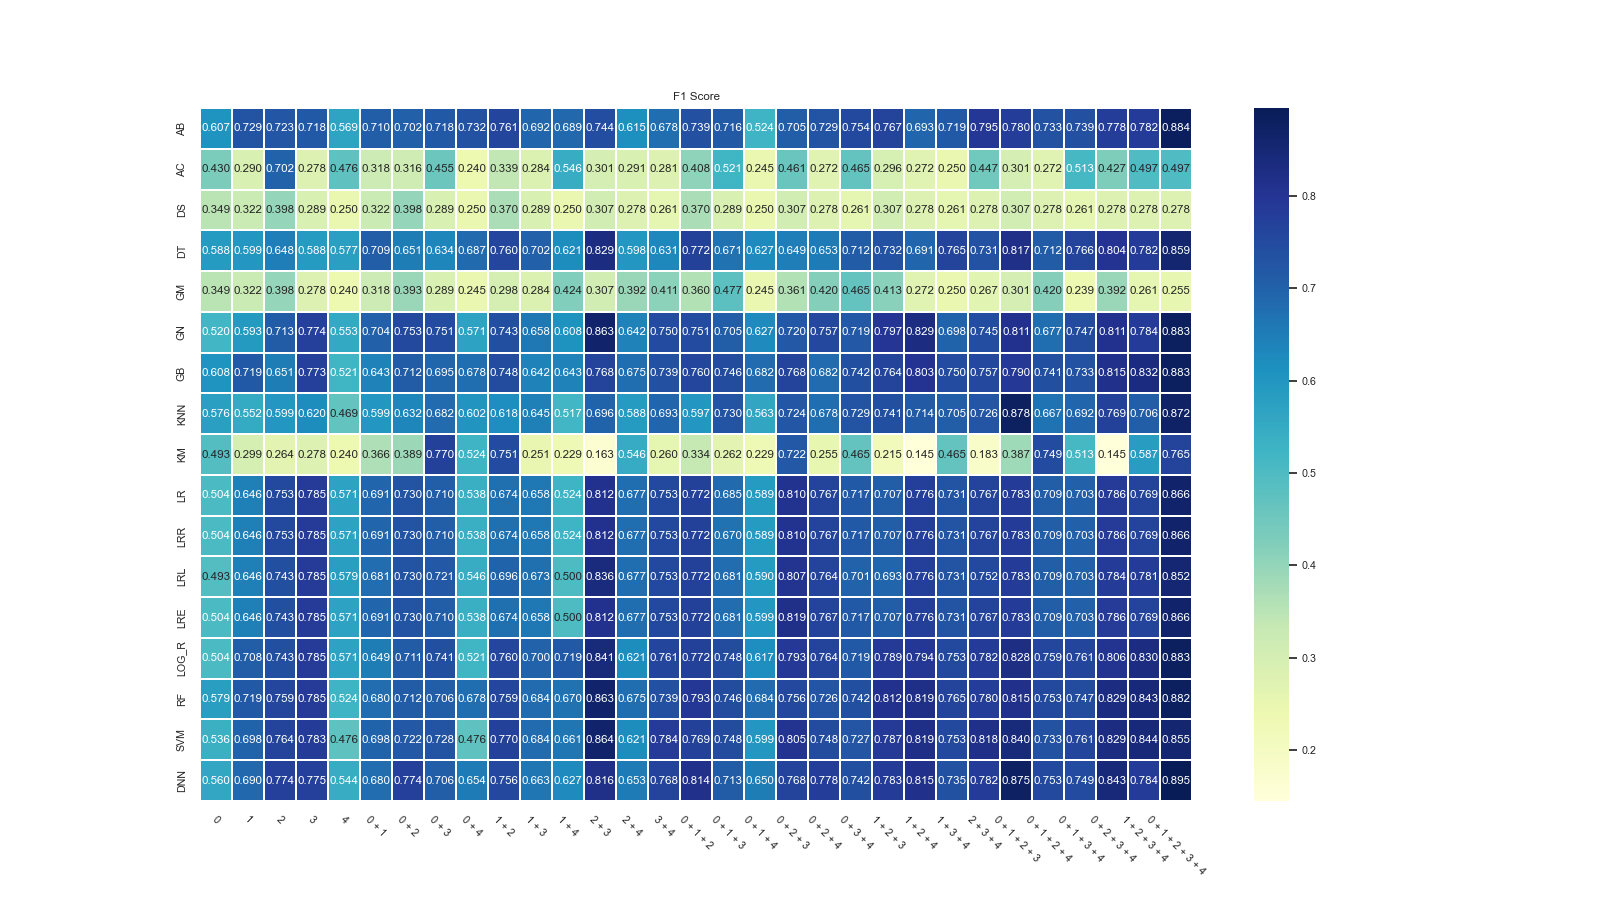 F1 Score
AB 0.607 0.729 0.723 0.718 0.569 0.710 0.702 0.718 0.732 0.761 0.692 0.689 0.744 0.615 0.678 0.739 0.716 0.524 0.705 0.729 0.754 0.767 0.693 0.719 0.795 0.780 0.733 0.739 0.778 0.782 0.884
AC 0.430 0.290 0.702 0.278 0.476 0.318 0.316 0.455 0.240 0.339 0.284 0.546 0.301 0.291 0.281 0.408 0.521 0.245 0.461 0.272 0.465 0.296 0.272 0.250 0.447 0.301 0.272 0.513 0.427 0.497 0.497
0.8
DS 0.349 0.322 0.398 0.289 0.250 0.322 0.398 0.289 0.250 0.370 0.289 0.250 0.307 0.278 0.261 0.370 0.289 0.250 0.307 0.278 0.261 0.307 0.278 0.261 0.278 0.307 0.278 0.261 0.278 0.278 0.278
DT 0.588 0.599 0.648 0.588 0.577 0.709 0.651 0.634 0.687 0.760 0.702 0.621 0.829 0.598 0.631 0.772 0.671 0.627 0.649 0.653 0.712 0.732 0.691 0.765 0.731 0.817 0.712 0.766 0.804 0.782 0.859
0.7
GM 0.349 0.322 0.398 0.278 0.240 0.318 0.393 0.289 0.245 0.298 0.284 0.424 0.307 0.392 0.411 0.360 0.477 0.245 0.361 0.420 0.465 0.413 0.272 0.250 0.267 0.301 0.420 0.239 0.392 0.261 0.255
GN 0.520 0.593 0.713 0.774 0.553 0.704 0.753 0.751 0.571 0.743 0.658 0.608 0.863 0.642 0.750 0.751 0.705 0.627 0.720 0.757 0.719 0.797 0.829 0.698 0.745 0.811 0.677 0.747 0.811 0.784 0.883
GB 0.608 0.719 0.651 0.773 0.521 0.643 0.712 0.695 0.678 0.748 0.642 0.643 0.768 0.675 0.739 0.760 0.746 0.682 0.768 0.682 0.742 0.764 0.803 0.750 0.757 0.790 0.741 0.733 0.815 0.832 0.883
0.6
KNN 0.576 0.552 0.599 0.620 0.469 0.599 0.632 0.682 0.602 0.618 0.645 0.517 0.696 0.588 0.693 0.597 0.730 0.563 0.724 0.678 0.729 0.741 0.714 0.705 0.726 0.878 0.667 0.692 0.769 0.706 0.872
KM 0.493 0.299 0.264 0.278 0.240 0.366 0.389 0.770 0.524 0.751 0.251 0.229 0.163 0.546 0.260 0.334 0.262 0.229 0.722 0.255 0.465 0.215 0.145 0.465 0.183 0.387 0.749 0.513 0.145 0.587 0.765
0.5
LR 0.504 0.646 0.753 0.785 0.571 0.691 0.730 0.710 0.538 0.674 0.658 0.524 0.812 0.677 0.753 0.772 0.685 0.589 0.810 0.767 0.717 0.707 0.776 0.731 0.767 0.783 0.709 0.703 0.786 0.769 0.866
LRR 0.504 0.646 0.753 0.785 0.571 0.691 0.730 0.710 0.538 0.674 0.658 0.524 0.812 0.677 0.753 0.772 0.670 0.589 0.810 0.767 0.717 0.707 0.776 0.731 0.767 0.783 0.709 0.703 0.786 0.769 0.866
0.4
LRL 0.493 0.646 0.743 0.785 0.579 0.681 0.730 0.721 0.546 0.696 0.673 0.500 0.836 0.677 0.753 0.772 0.681 0.590 0.807 0.764 0.701 0.693 0.776 0.731 0.752 0.783 0.709 0.703 0.784 0.781 0.852
LRE 0.504 0.646 0.743 0.785 0.571 0.691 0.730 0.710 0.538 0.674 0.658 0.500 0.812 0.677 0.753 0.772 0.681 0.599 0.819 0.767 0.717 0.707 0.776 0.731 0.767 0.783 0.709 0.703 0.786 0.769 0.866
LOG_R 0.504 0.708 0.743 0.785 0.571 0.649 0.711 0.741 0.521 0.760 0.700 0.719 0.841 0.621 0.761 0.772 0.748 0.617 0.793 0.764 0.719 0.789 0.794 0.753 0.782 0.828 0.759 0.761 0.806 0.830 0.883
0.3
RF 0.579 0.719 0.759 0.785 0.524 0.680 0.712 0.706 0.678 0.759 0.684 0.670 0.863 0.675 0.739 0.793 0.746 0.684 0.756 0.726 0.742 0.812 0.819 0.765 0.780 0.815 0.753 0.747 0.829 0.843 0.882
SVM 0.536 0.698 0.764 0.783 0.476 0.698 0.722 0.728 0.476 0.770 0.684 0.661 0.864 0.621 0.784 0.769 0.748 0.599 0.805 0.748 0.727 0.787 0.819 0.753 0.818 0.840 0.733 0.761 0.829 0.844 0.855
0.2
DNN 0.560 0.690 0.774 0.775 0.544 0.680 0.774 0.706 0.654 0.756 0.663 0.627 0.816 0.653 0.768 0.814 0.713 0.650 0.768 0.778 0.742 0.783 0.815 0.735 0.782 0.875 0.753 0.749 0.843 0.784 0.895
0
1
2
3
4
0 + 1
0 + 2
0 + 3
0 + 4
1 + 2
1 + 3
1 + 4
2 + 3
2 + 4
3 + 4
0 + 1 + 2
0 + 1 + 3
0 + 1 + 4
0 + 2 + 3
0 + 2 + 4
0 + 3 + 4
1 + 2 + 3
1 + 2 + 4
1 + 3 + 4
2 + 3 + 4
0 + 1 + 2 + 3
0 + 1 + 2 + 4
0 + 1 + 3 + 4
0 + 2 + 3 + 4
1 + 2 + 3 + 4
0 + 1 + 2 + 3 + 4